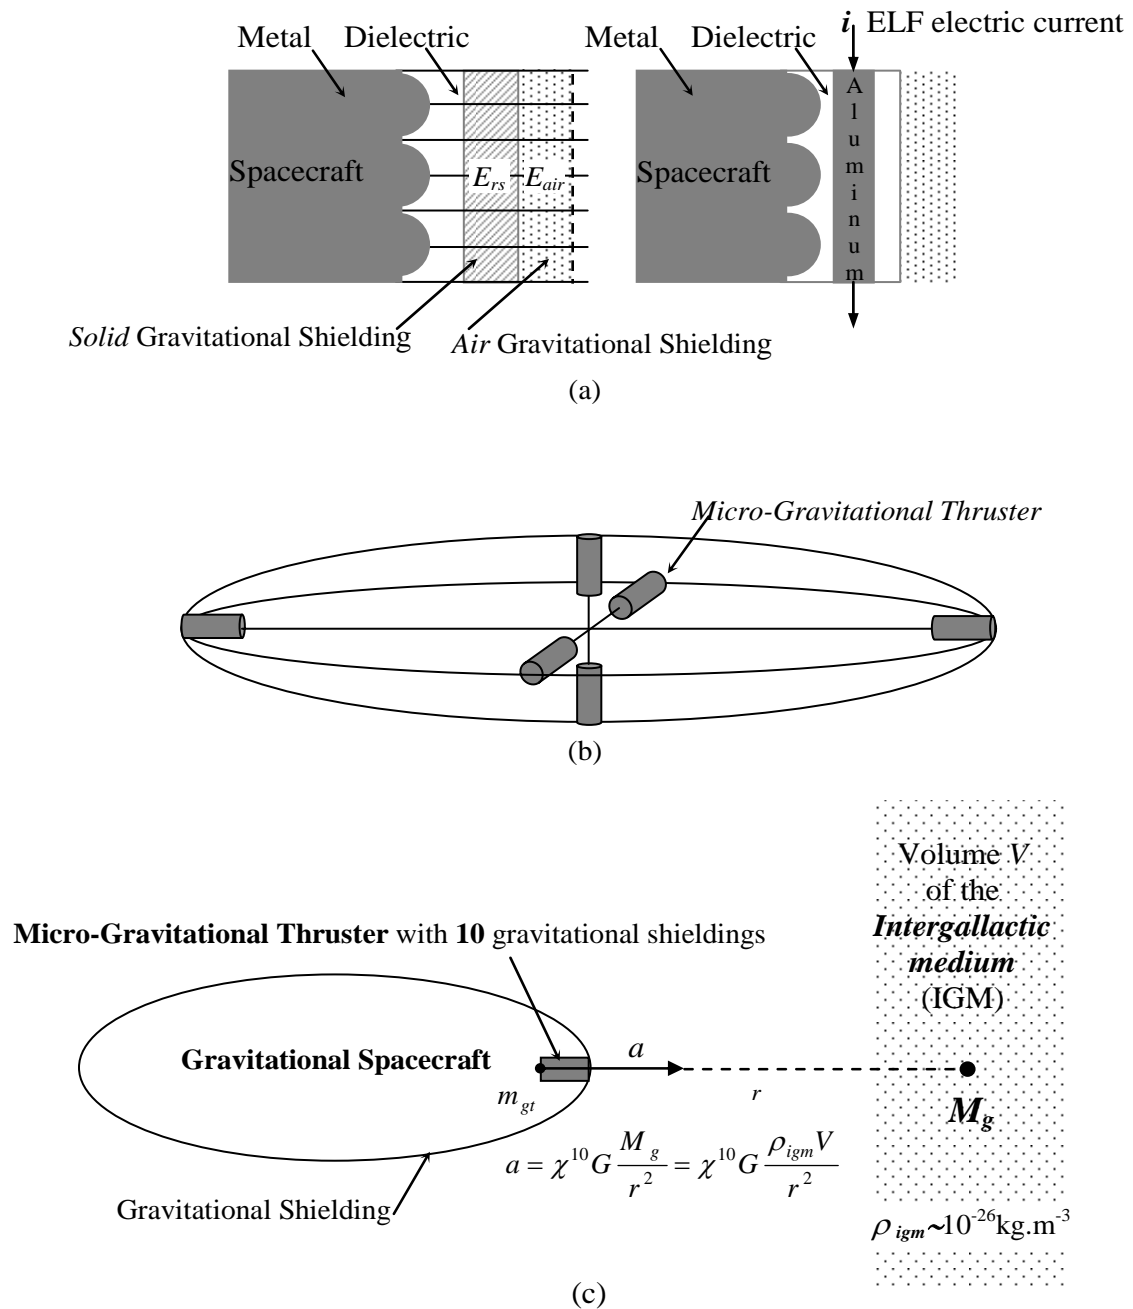 Metal Dielectric
Spacecraft
E_rs E_air
Solid Gravitational Shielding
Air Gravitational Shielding
i ELF electric current
Metal Dielectric
Spacecraft
Aluminum
(a)
Micro-Gravitational Thruster
(b)
Volume V
of the
Intergallactic
medium
(IGM)
Micro-Gravitational Thruster with 10 gravitational shieldings
Gravitational Spacecraft
a
m_gt
r
M_g
a = χ^10 G M_g / r^2 = χ^10 G ρ_igm V / r^2
Gravitational Shielding
ρ_igm ~10^-26 kg.m^-3
(c)